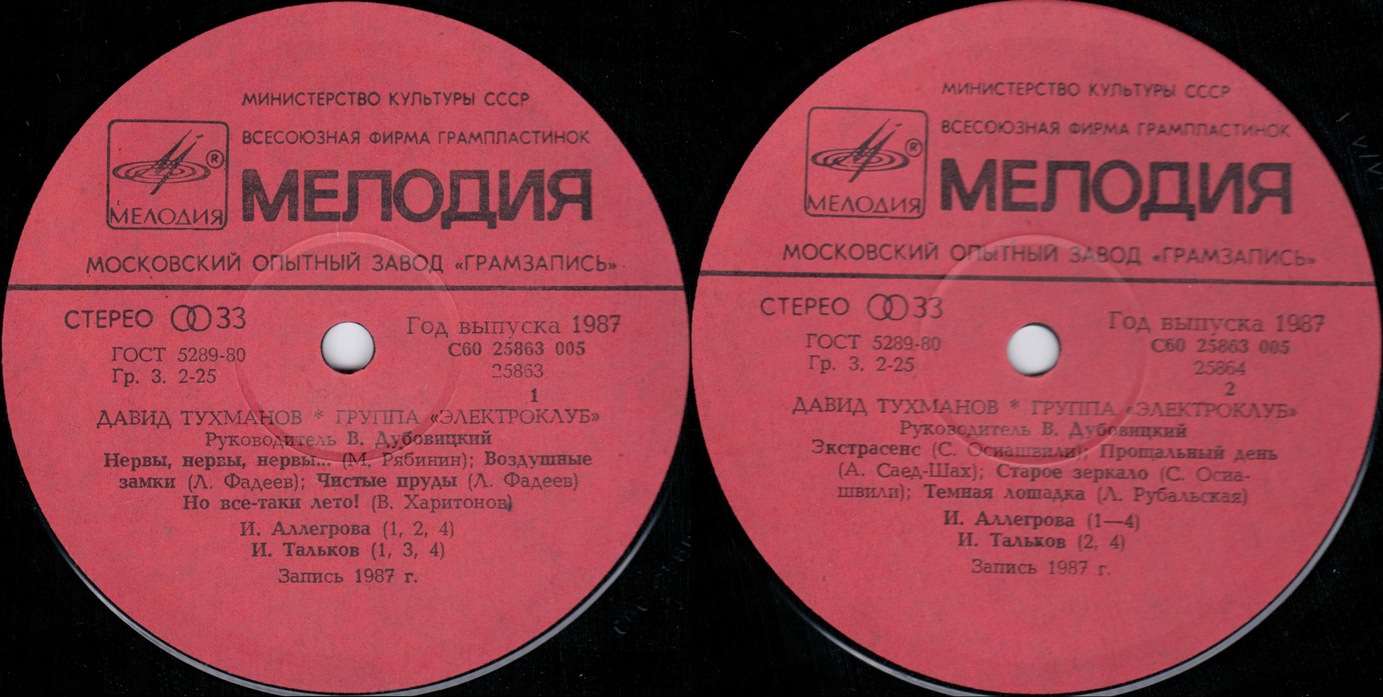 МИНИСТЕРСТВО КУЛЬТУРЫ СССР
ВСЕСОЮЗНАЯ ФИРМА ГРАМПЛАСТИНОК
МЕЛОДИЯ ®
МЕЛОДИЯ
МОСКОВСКИЙ ОПЫТНЫЙ ЗАВОД «ГРАМЗАПИСЬ»
СТЕРЕО 33
Год выпуска 1987
ГОСТ 5289-80
С60 25863 005
Гр. 3. 2-25
25863
1
ДАВИД ТУХМАНОВ * ГРУППА «ЭЛЕКТРОКЛУБ»
Руководитель В. Дубовицкий
Нервы, нервы, нервы... (М. Рябинин); Воздушные
замки (Л. Фадеев); Чистые пруды (Л. Фадеев)
Но все-таки лето! (В. Харитонов)
И. Аллегрова (1, 2, 4)
И. Тальков (1, 3, 4)
Запись 1987 г.
МИНИСТЕРСТВО КУЛЬТУРЫ СССР
ВСЕСОЮЗНАЯ ФИРМА ГРАМПЛАСТИНОК
МЕЛОДИЯ ®
МЕЛОДИЯ
МОСКОВСКИЙ ОПЫТНЫЙ ЗАВОД «ГРАМЗАПИСЬ»
СТЕРЕО 33
Год выпуска 1987
ГОСТ 5289-80
С60 25863 005
Гр. 3. 2-25
25864
2
ДАВИД ТУХМАНОВ * ГРУППА «ЭЛЕКТРОКЛУБ»
Руководитель В. Дубовицкий
Экстрасенс (С. Осиашвили); Прощальный день
(А. Саед-Шах); Старое зеркало (С. Осиа-
швили); Темная лошадка (Л. Рубальская)
И. Аллегрова (1—4)
И. Тальков (2, 4)
Запись 1987 г.